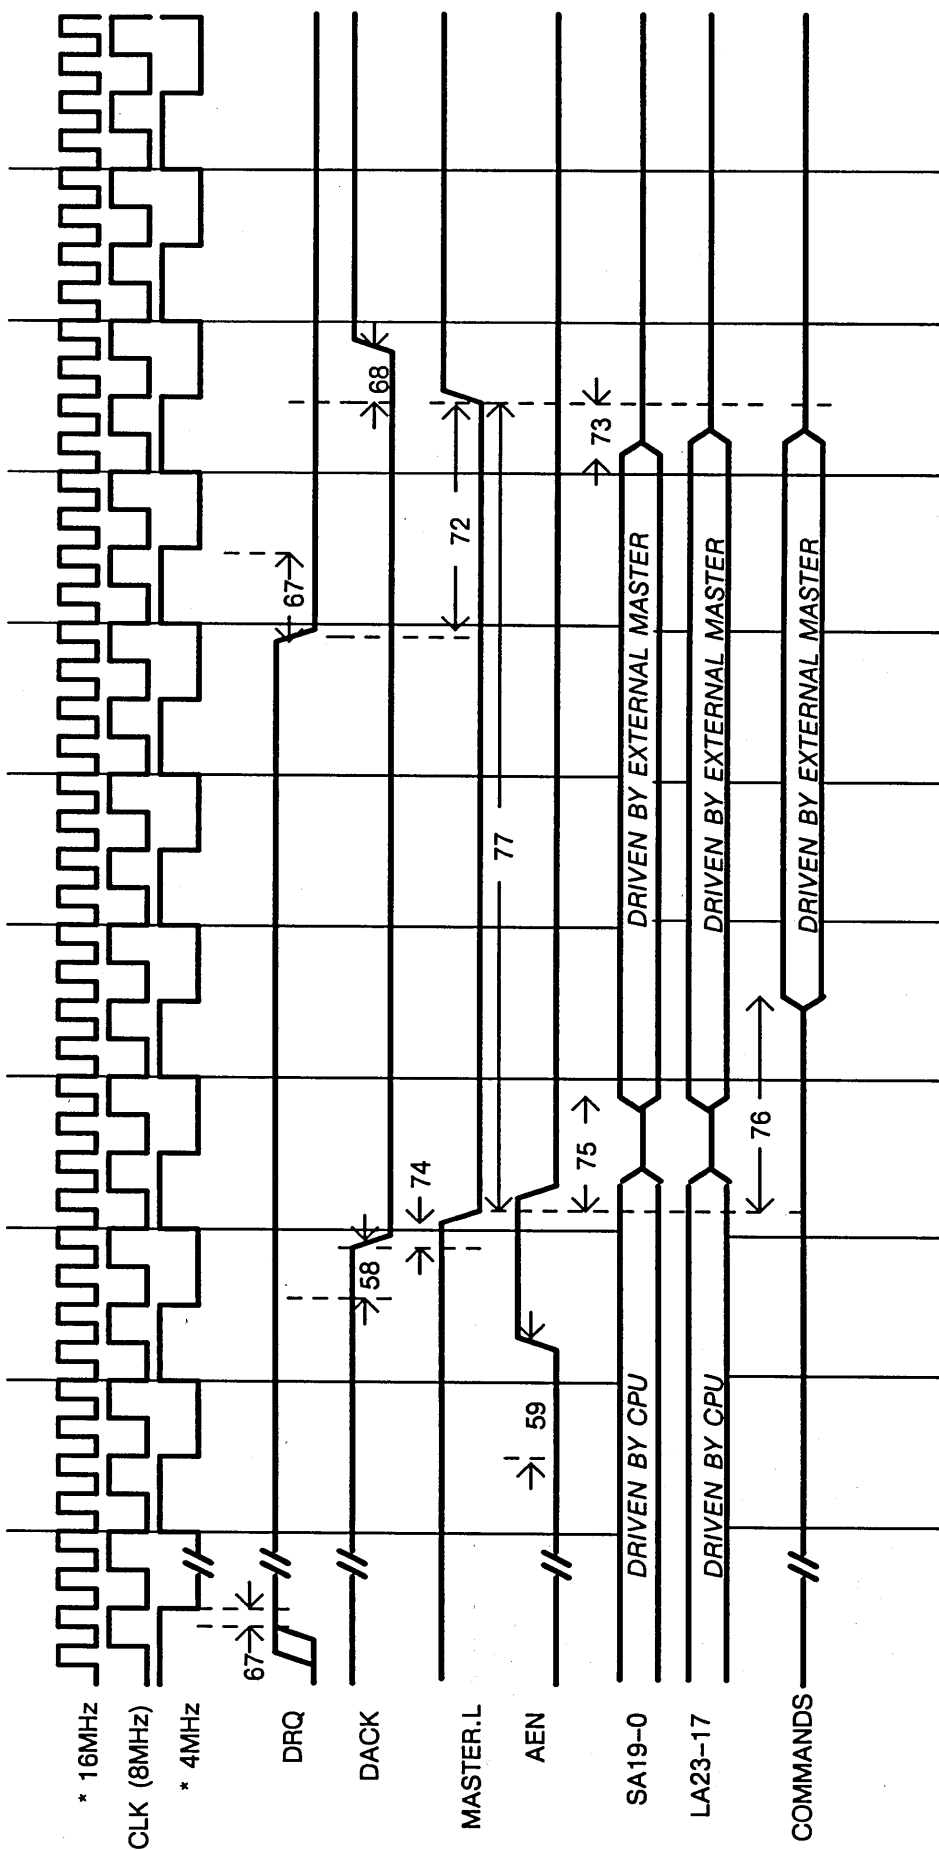 * 16MHz
CLK (8MHz)
* 4MHz
67
67
DRQ
58
68
DACK
74
72
MASTER.L
77
59
AEN
75
73
DRIVEN BY CPU
DRIVEN BY EXTERNAL MASTER
SA19-0
DRIVEN BY CPU
DRIVEN BY EXTERNAL MASTER
LA23-17
76
DRIVEN BY EXTERNAL MASTER
COMMANDS